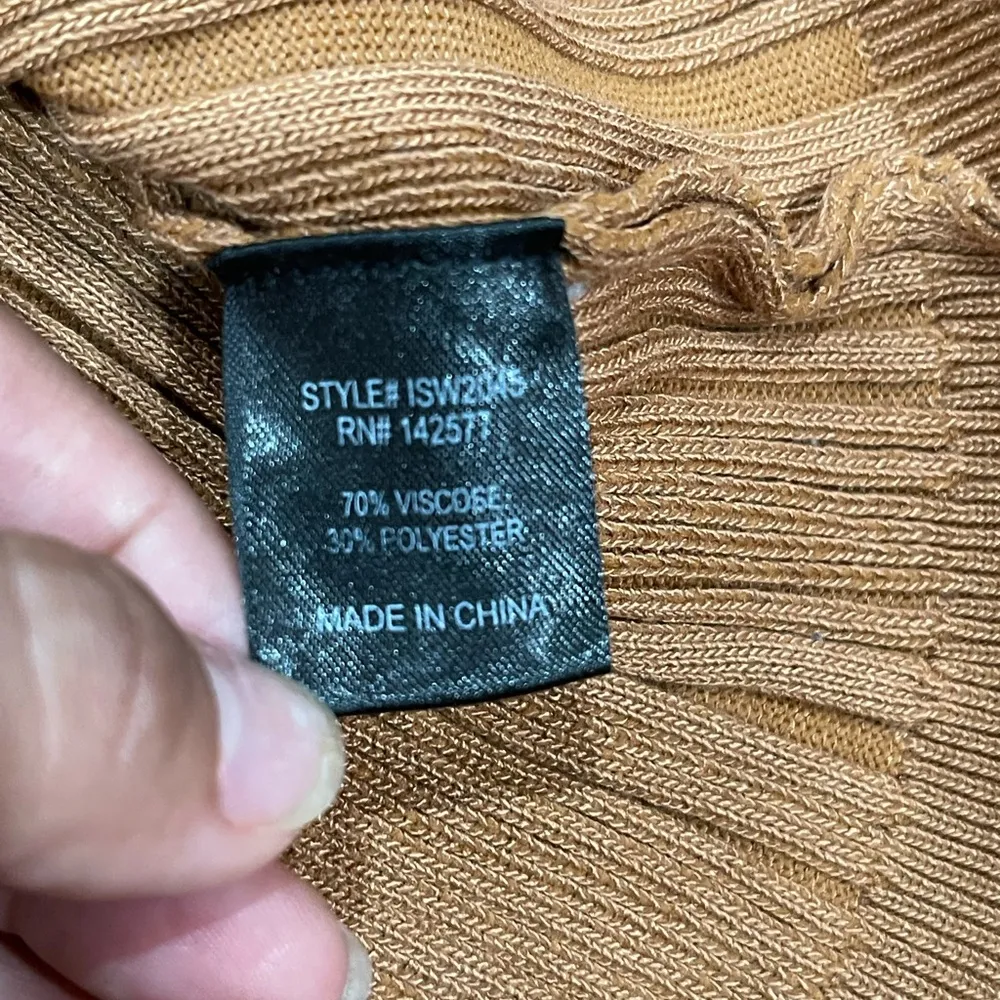 STYLE# ISW2045
RN# 142577
70% VISCOSE
30% POLYESTER
MADE IN CHINA